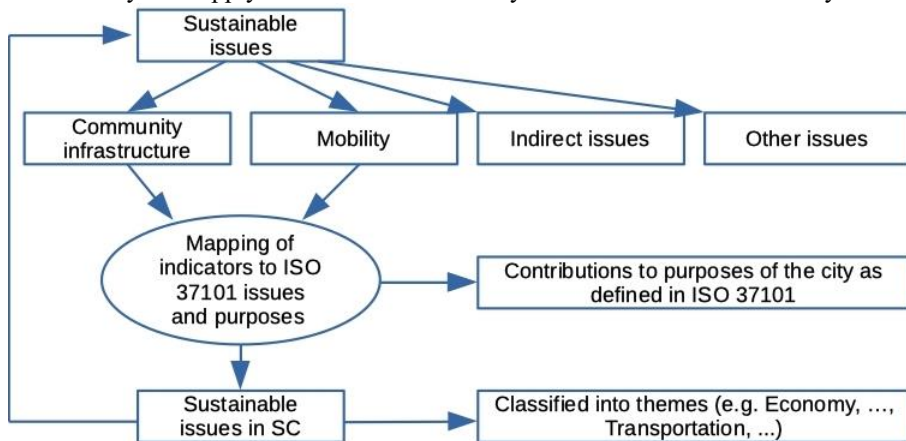 Sustainable
issues
Community
infrastructure
Mobility
Indirect issues
Other issues
Mapping of
indicators to ISO
37101 issues
and purposes
Contributions to purposes of the city as
defined in ISO 37101
Sustainable
issues in SC
Classified into themes (e.g. Economy, …,
Transportation, ...)